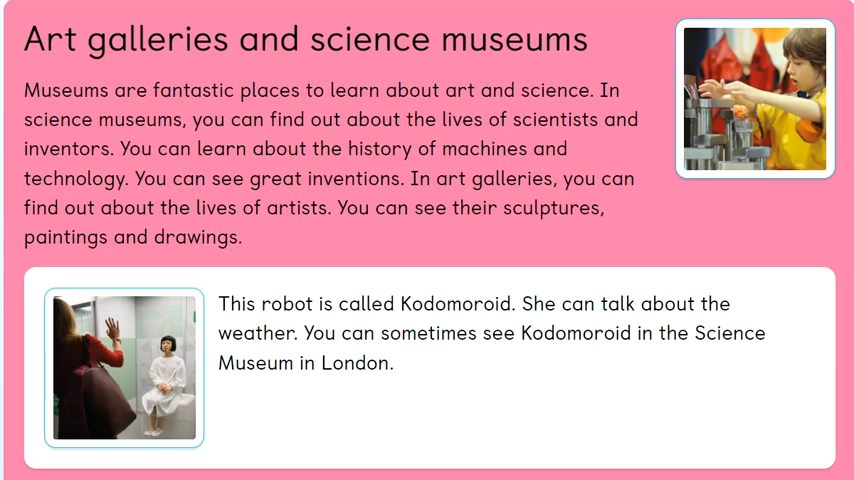 Art galleries and science museums
Museums are fantastic places to learn about art and science. In
science museums, you can find out about the lives of scientists and
inventors. You can learn about the history of machines and
technology. You can see great inventions. In art galleries, you can
find out about the lives of artists. You can see their sculptures,
paintings and drawings.
This robot is called Kodomoroid. She can talk about the
weather. You can sometimes see Kodomoroid in the Science
Museum in London.